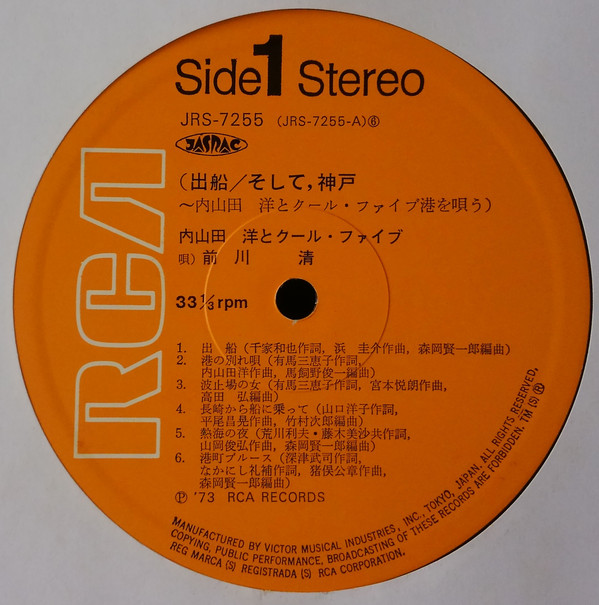 Side 1 Stereo
JRS-7255 (JRS-7255-A)⑥
JASRAC
RCA
(出船/そして,神戸
～内山田 洋とクール・ファイブ港を唄う)
内山田 洋とクール・ファイブ
唄)前川 清
33⅓rpm
1. 出 船(千家和也作詞, 浜 圭介作曲, 森岡賢一郎編曲)
2. 港の別れ唄(有馬三恵子作詞,
内山田洋作曲, 馬飼野俊一編曲)
3. 波止場の女(有馬三恵子作詞, 宮本悦朗作曲,
高田 弘編曲)
4. 長崎から船に乗って(山口洋子作詞,
平尾昌晃作曲, 竹村次郎編曲)
5. 熱海の夜(荒川利夫・藤木美沙共作詞,
山岡俊弘作曲, 森岡賢一郎編曲)
6. 港町ブルース(深津武司作詞,
なかにし礼補作詞, 猪俣公章作曲,
森岡賢一郎編曲)
Ⓟ '73 RCA RECORDS
MANUFACTURED BY VICTOR MUSICAL INDUSTRIES, INC., TOKYO, JAPAN. ALL RIGHTS RESERVED,
COPYING, PUBLIC PERFORMANCE, BROADCASTING OF THESE RECORDS ARE FORBIDDEN. TM (S) Ⓡ
REG MARCA (S) REGISTRADA (S) RCA CORPORATION.